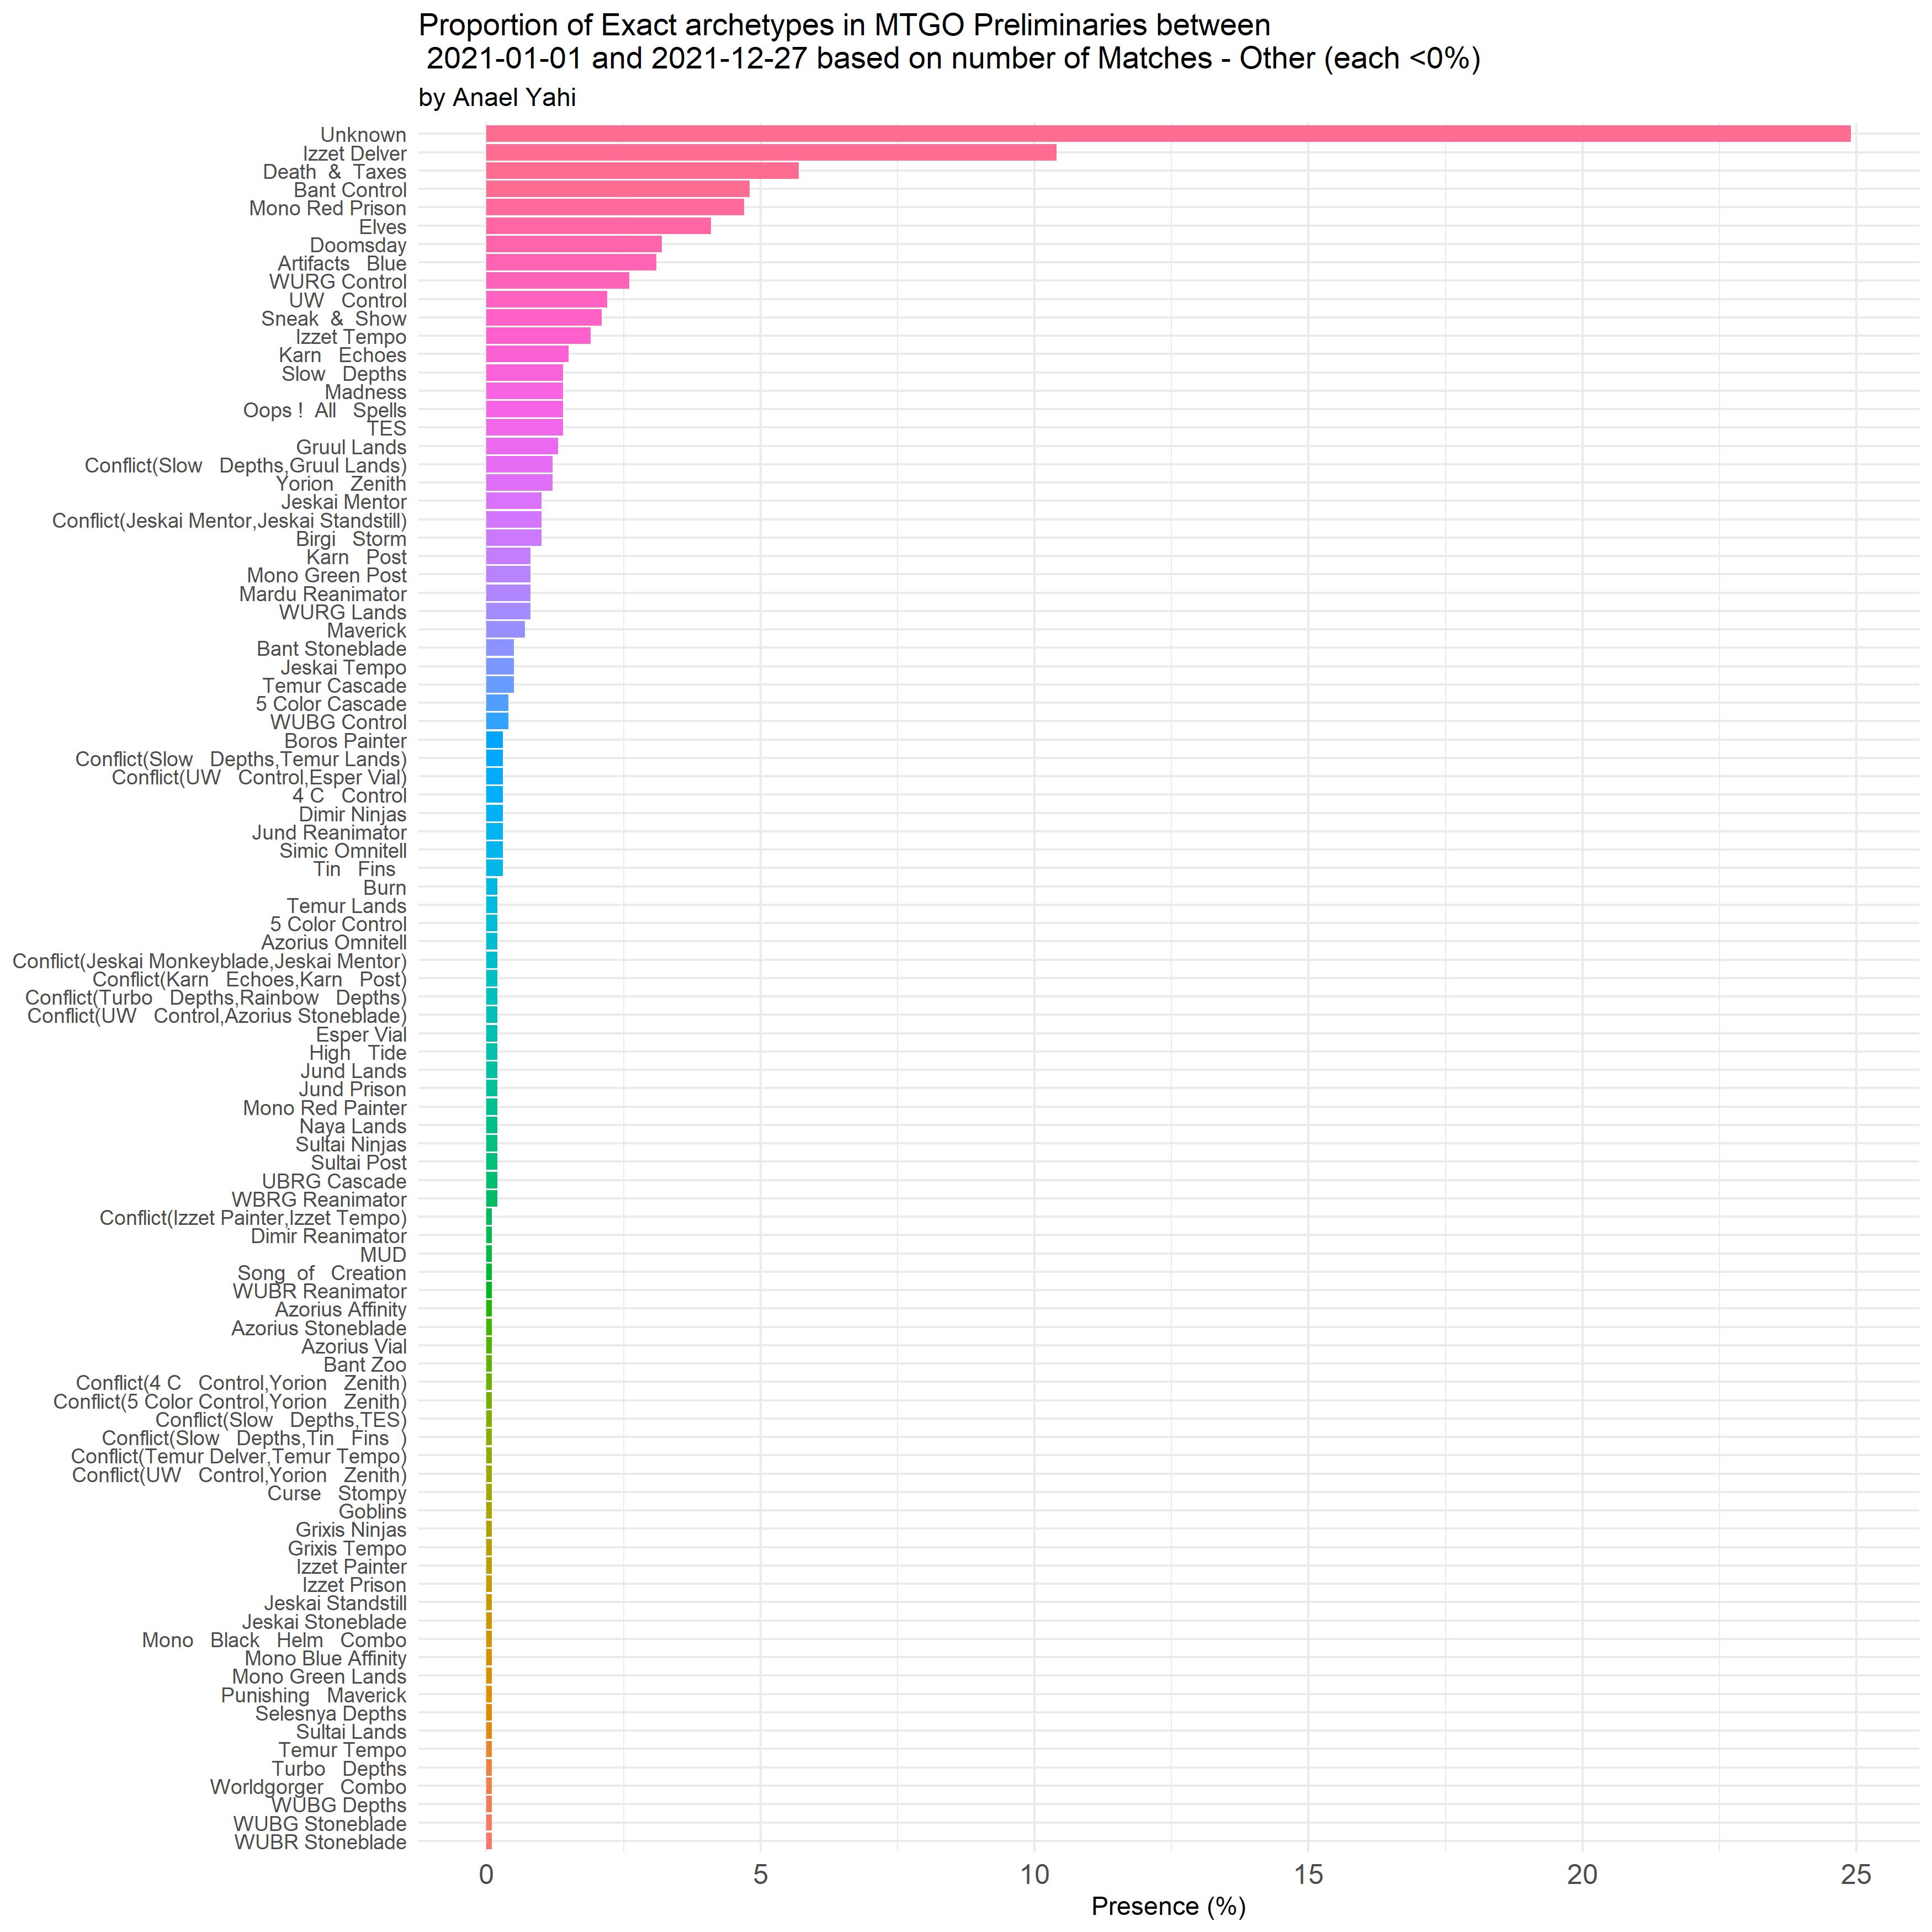 Proportion of Exact archetypes in MTGO Preliminaries between
2021-01-01 and 2021-12-27 based on number of Matches - Other (each <0%)
by Anael Yahi
Unknown
Izzet Delver
Death & Taxes
Bant Control
Mono Red Prison
Elves
Doomsday
Artifacts Blue
WURG Control
UW Control
Sneak & Show
Izzet Tempo
Karn Echoes
Slow Depths
Madness
Oops ! All Spells
TES
Gruul Lands
Conflict(Slow Depths,Gruul Lands)
Yorion Zenith
Jeskai Mentor
Conflict(Jeskai Mentor,Jeskai Standstill)
Birgi Storm
Karn Post
Mono Green Post
Mardu Reanimator
WURG Lands
Maverick
Bant Stoneblade
Jeskai Tempo
Temur Cascade
5 Color Cascade
WUBG Control
Boros Painter
Conflict(Slow Depths,Temur Lands)
Conflict(UW Control,Esper Vial)
4 C Control
Dimir Ninjas
Jund Reanimator
Simic Omnitell
Tin Fins
Burn
Temur Lands
5 Color Control
Azorius Omnitell
Conflict(Jeskai Monkeyblade,Jeskai Mentor)
Conflict(Karn Echoes,Karn Post)
Conflict(Turbo Depths,Rainbow Depths)
Conflict(UW Control,Azorius Stoneblade)
Esper Vial
High Tide
Jund Lands
Jund Prison
Mono Red Painter
Naya Lands
Sultai Ninjas
Sultai Post
UBRG Cascade
WBRG Reanimator
Conflict(Izzet Painter,Izzet Tempo)
Dimir Reanimator
MUD
Song of Creation
WUBR Reanimator
Azorius Affinity
Azorius Stoneblade
Azorius Vial
Bant Zoo
Conflict(4 C Control,Yorion Zenith)
Conflict(5 Color Control,Yorion Zenith)
Conflict(Slow Depths,TES)
Conflict(Slow Depths,Tin Fins )
Conflict(Temur Delver,Temur Tempo)
Conflict(UW Control,Yorion Zenith)
Curse Stompy
Goblins
Grixis Ninjas
Grixis Tempo
Izzet Painter
Izzet Prison
Jeskai Standstill
Jeskai Stoneblade
Mono Black Helm Combo
Mono Blue Affinity
Mono Green Lands
Punishing Maverick
Selesnya Depths
Sultai Lands
Temur Tempo
Turbo Depths
Worldgorger Combo
WUBG Depths
WUBG Stoneblade
WUBR Stoneblade
0 5 10 15 20 25
Presence (%)